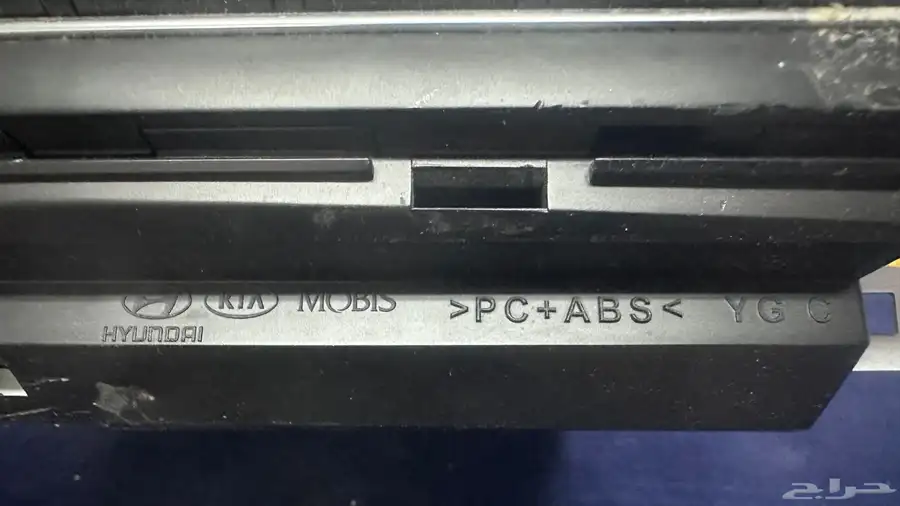 KIA MOBIS >PC+ABS< YG C
HYUNDAI
حراج